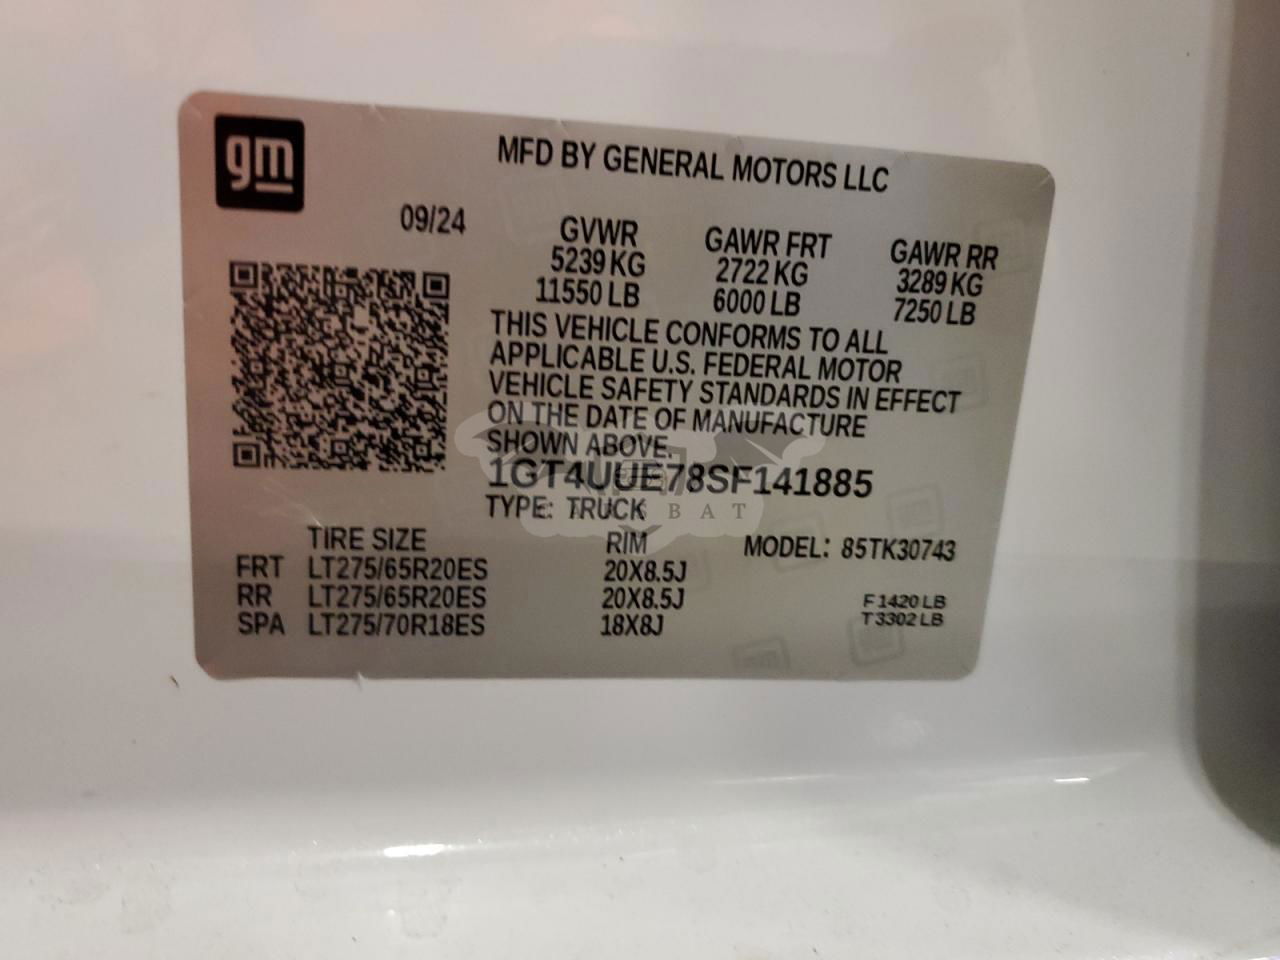 gm
MFD BY GENERAL MOTORS LLC
09/24
GVWR GAWR FRT GAWR RR
5239 KG 2722 KG 3289 KG
11550 LB 6000 LB 7250 LB
THIS VEHICLE CONFORMS TO ALL
APPLICABLE U.S. FEDERAL MOTOR
VEHICLE SAFETY STANDARDS IN EFFECT
ON THE DATE OF MANUFACTURE
SHOWN ABOVE.
1GT4UUE78SF141885
TYPE: TRUCK
TIRE SIZE RIM MODEL: 85TK30743
FRT LT275/65R20ES 20X8.5J
RR LT275/65R20ES 20X8.5J F 1420 LB
SPA LT275/70R18ES 18X8J T 3302 LB